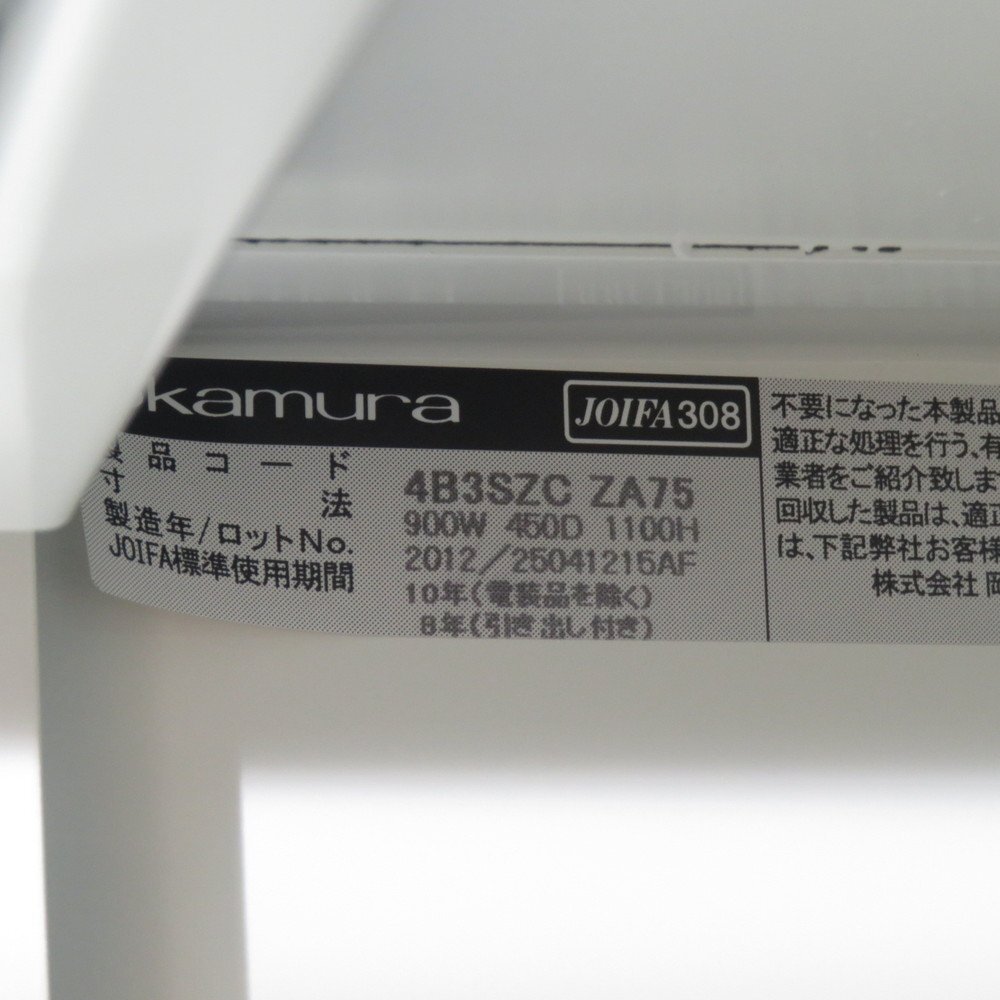 kamura
JOIFA308
製品コード 4B3SZC ZA75
寸法 900W 450D 1100H
製造年/ロットNo. 2012/25041215AF
JOIFA標準使用期間 10年(電装品を除く)
8年(引き出し付き)
不要になった本製品
適正な処理を行う、有
業者をご紹介致しま
回収した製品は、適正
は、下記弊社お客様
株式会社 岡